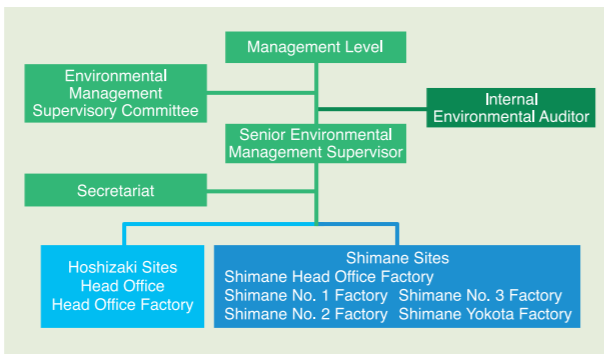 Management Level
Environmental
Management
Supervisory Committee
Internal
Environmental Auditor
Senior Environmental
Management Supervisor
Secretariat
Hoshizaki Sites
Head Office
Head Office Factory
Shimane Sites
Shimane Head Office Factory
Shimane No. 1 Factory Shimane No. 3 Factory
Shimane No. 2 Factory Shimane Yokota Factory